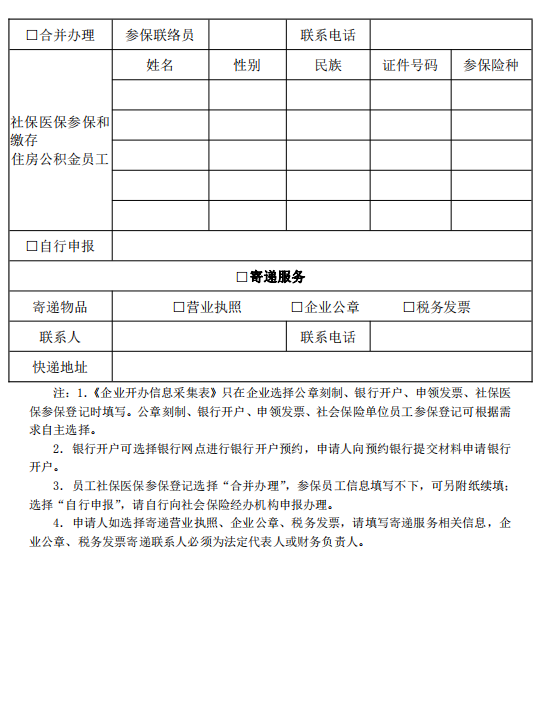 □合并办理 参保联络员 联系电话
姓名 性别 民族 证件号码 参保险种
社保医保参保和
缴存
住房公积金员工
□自行申报
□寄递服务
寄递物品 □营业执照 □企业公章 □税务发票
联系人 联系电话
快递地址
注：1.《企业开办信息采集表》只在企业选择公章刻制、银行开户、申领发票、社保医
保参保登记时填写。公章刻制、银行开户、申领发票、社会保险单位员工参保登记可根据需
求自主选择。
2. 银行开户可选择银行网点进行银行开户预约，申请人向预约银行提交材料申请银行
开户。
3. 员工社保医保参保登记选择“合并办理”，参保员工信息填写不下，可另附纸续填；
选择“自行申报”，请自行向社会保险经办机构申报办理。
4. 申请人如选择寄递营业执照、企业公章、税务发票，请填写寄递服务相关信息，企
业公章、税务发票寄递联系人必须为法定代表人或财务负责人。